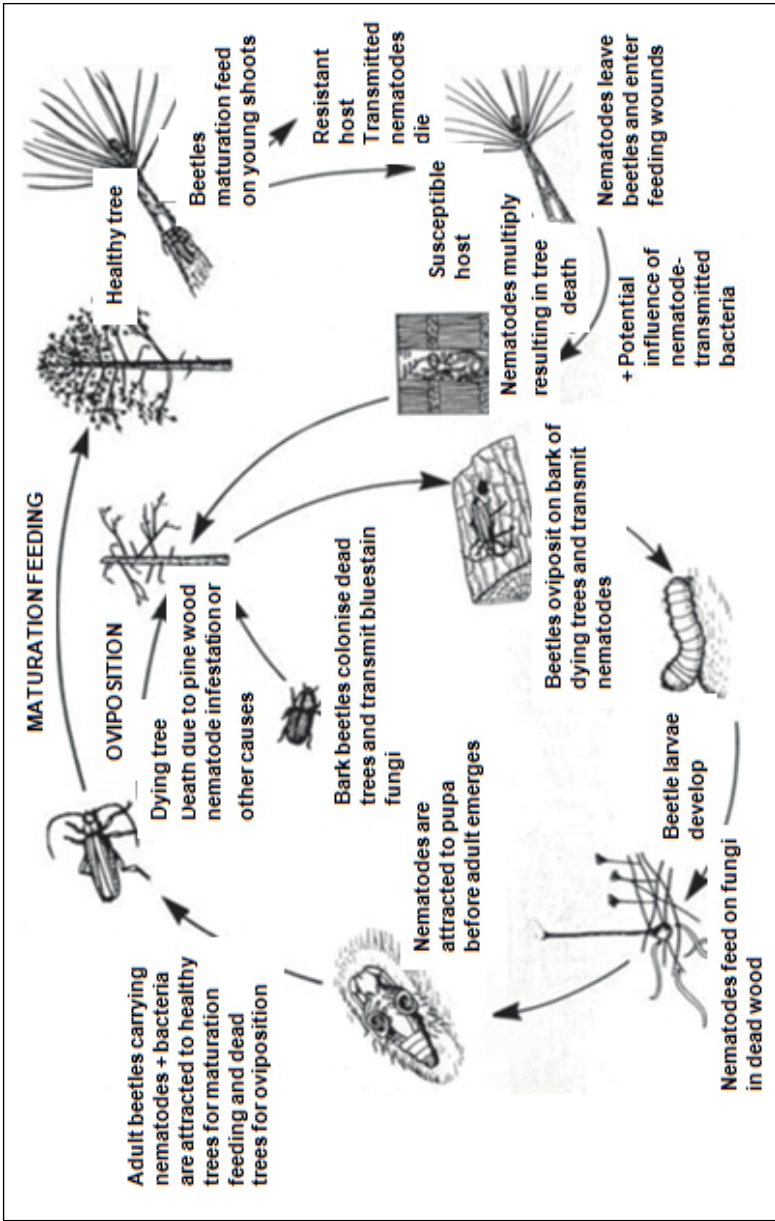 MATURATION FEEDING
Healthy tree
Beetles
maturation feed
on young shoots
Resistant
host
Transmitted
nematodes
die
Susceptible
host
Nematodes leave
beetles and enter
feeding wounds
Nematodes multiply
resulting in tree
death
+ Potential
influence of
nematode-
transmitted
bacteria
OVIPOSITION
Dying tree
Death due to pine wood
nematode infestation or
other causes
Bark beetles colonise dead
trees and transmit bluestain
fungi
Beetles oviposit on bark of
dying trees and transmit
nematodes
Beetle larvae
develop
Nematodes feed on fungi
in dead wood
Nematodes are
attracted to pupa
before adult emerges
Adult beetles carrying
nematodes + bacteria
are attracted to healthy
trees for maturation
feeding and dead
trees for oviposition